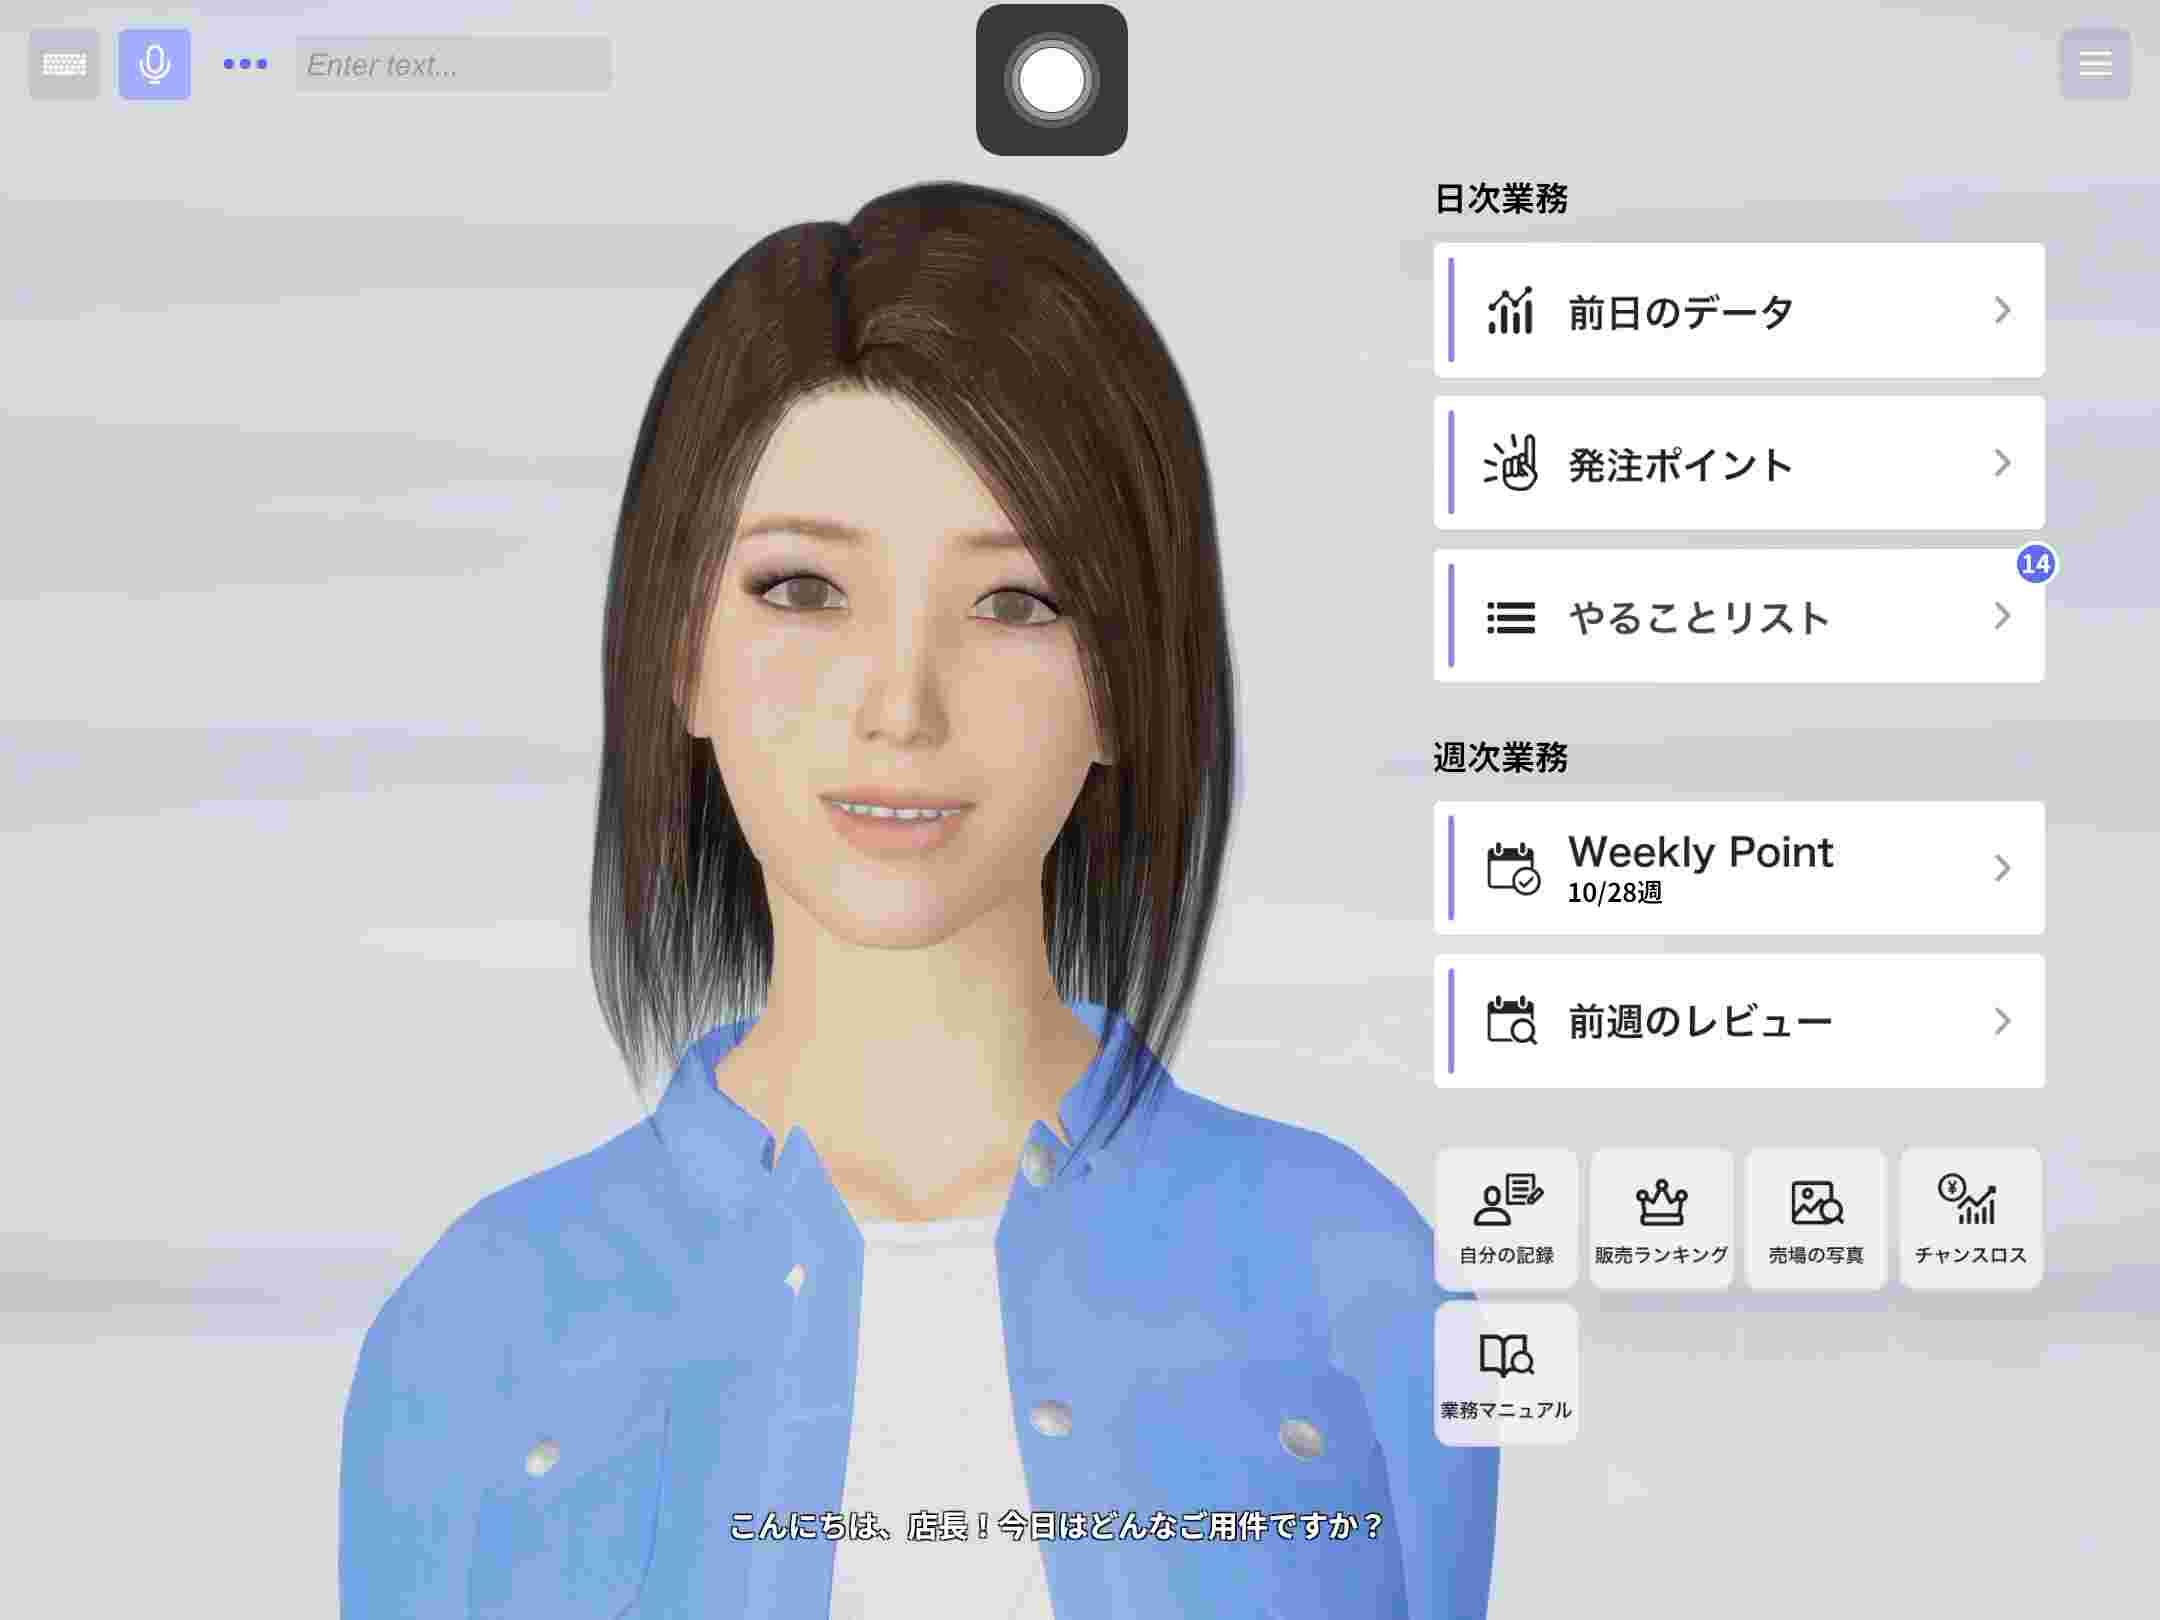 Enter text...
日次業務
前日のデータ
発注ポイント
14
やることリスト
週次業務
Weekly Point
10/28週
前週のレビュー
自分の記録
販売ランキング
売場の写真
チャンスロス
業務マニュアル
こんにちは、店長！今日はどんなご用件ですか？